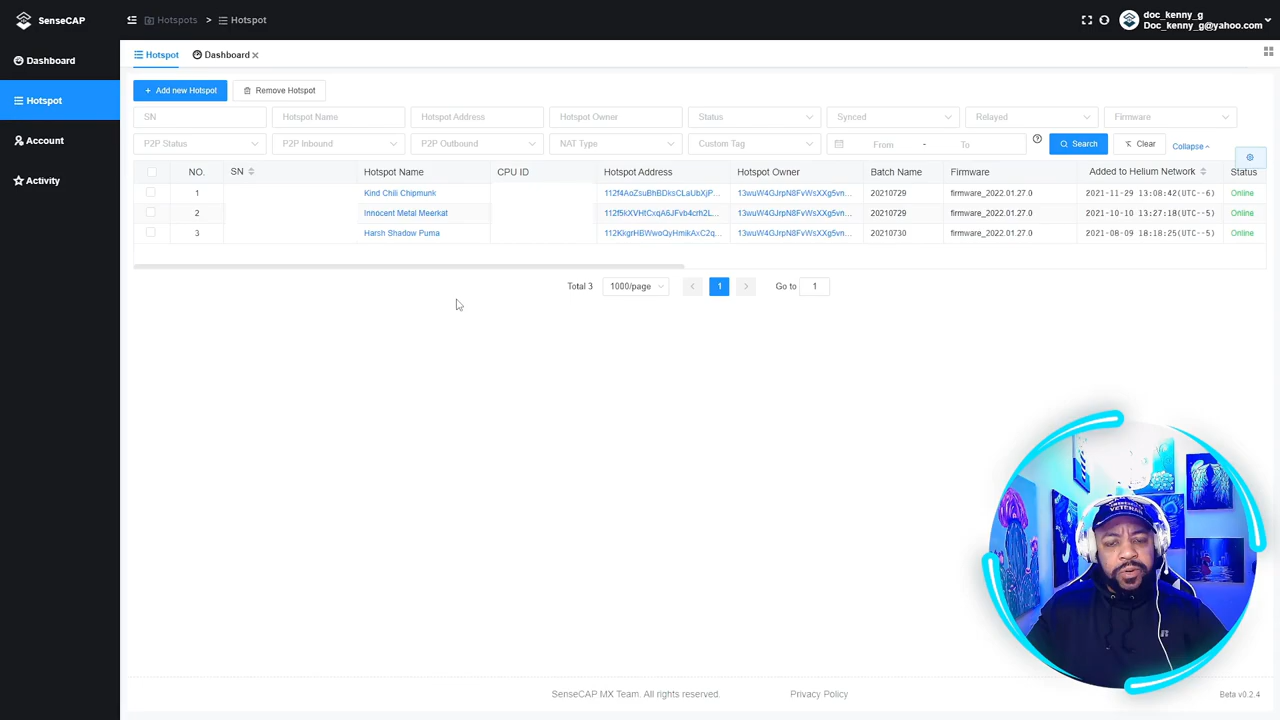 SenseCAP
Hotspots > Hotspot
doc_kenny_g
Doc_kenny_g@yahoo.com
Dashboard
Hotspot
Account
Activity
Hotspot Dashboard
+ Add new Hotspot Remove Hotspot
SN Hotspot Name Hotspot Address Hotspot Owner Status Synced Relayed Firmware
P2P Status P2P Inbound P2P Outbound NAT Type Custom Tag From - To Search Clear Collapse
NO. SN Hotspot Name CPU ID Hotspot Address Hotspot Owner Batch Name Firmware Added to Helium Network Status
1 Kind Chili Chipmunk 112f4AoZsuBhBDksCLaUbXjP... 13wuW4GJrpN8FvWsXXg5vn... 20210729 firmware_2022.01.27.0 2021-11-29 13:08:42(UTC-6) Online
2 Innocent Metal Meerkat 112f5kXVHtCxqA6JFvb4crh2L... 13wuW4GJrpN8FvWsXXg5vn... 20210729 firmware_2022.01.27.0 2021-10-10 13:27:18(UTC-5) Online
3 Harsh Shadow Puma 112KkgrHBWwoQyHmikAxC2q... 13wuW4GJrpN8FvWsXXg5vn... 20210730 firmware_2022.01.27.0 2021-08-09 18:18:25(UTC-5) Online
Total 3 1000/page < 1 > Go to 1
VETERAN
SenseCAP MX Team. All rights reserved. Privacy Policy Beta v0.2.4